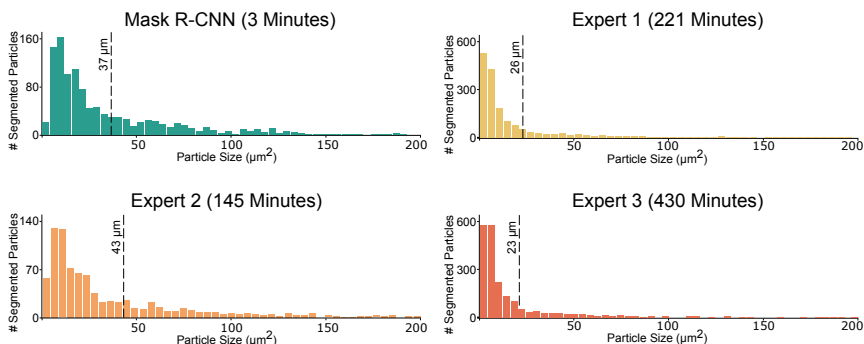 Mask R-CNN (3 Minutes)
# Segmented Particles
160
80
0
37 µm
50
100
150
200
Particle Size (µm²)
Expert 1 (221 Minutes)
# Segmented Particles
600
300
0
26 µm
50
100
150
200
Particle Size (µm²)
Expert 2 (145 Minutes)
# Segmented Particles
140
70
0
43 µm
50
100
150
200
Particle Size (µm²)
Expert 3 (430 Minutes)
# Segmented Particles
600
300
0
23 µm
50
100
150
200
Particle Size (µm²)